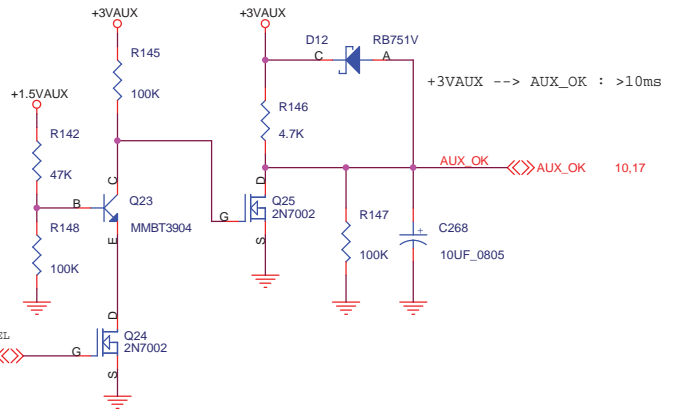 +3VAUX
+3VAUX
D12
RB751V
C
A
R145
100K
+3VAUX --> AUX_OK : >10ms
+1.5VAUX
R146
4.7K
R142
47K
AUX_OK
AUX_OK
10,17
C
B
Q23
MMBT3904
E
D
Q25
2N7002
G
S
R148
100K
R147
100K
C268
+
10UF_0805
D
EL
Q24
2N7002
G
S